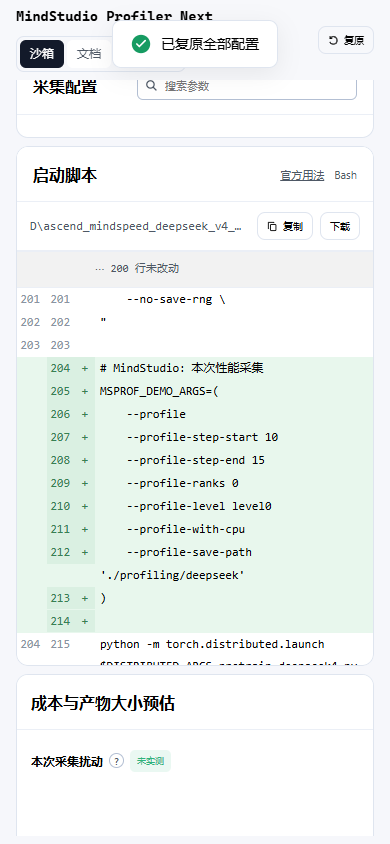 MindStudio Profiler Next
沙箱
文档
已复原全部配置
复原
采集配置
搜索参数
启动脚本
官方用法
Bash
D\ascend_mindspeed_deepseek_v4_…
复制
下载
··· 200 行未改动
201 201 --no-save-rng \
202 202 "
203 203
204 + # MindStudio: 本次性能采集
205 + MSPROF_DEMO_ARGS=(
206 + --profile
207 + --profile-step-start 10
208 + --profile-step-end 15
209 + --profile-ranks 0
210 + --profile-level level0
211 + --profile-with-cpu
212 + --profile-save-path
'./profiling/deepseek'
213 + )
214 +
204 215 python -m torch.distributed.launch
$DISTRIBUTED_ARGS pretrain_deepseek4.py
成本与产物大小预估
本次采集扰动
?
未实测